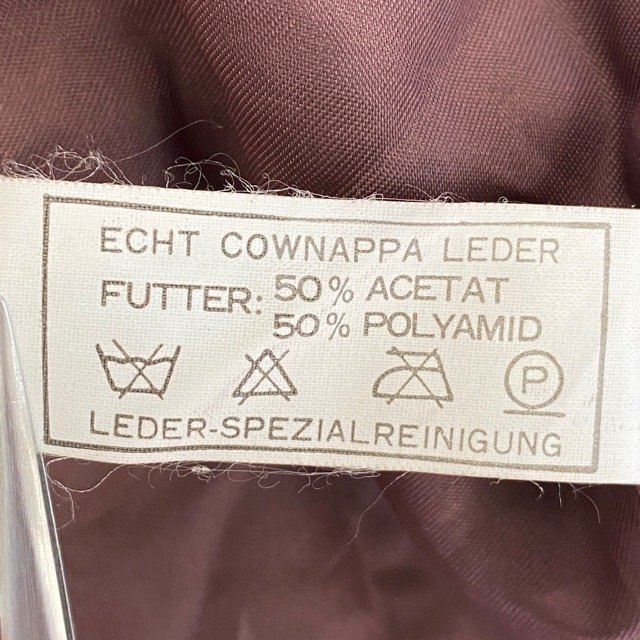 ECHT COWNAPPA LEDER
FUTTER: 50% ACETAT
50% POLYAMID
P
LEDER-SPEZIALREINIGUNG